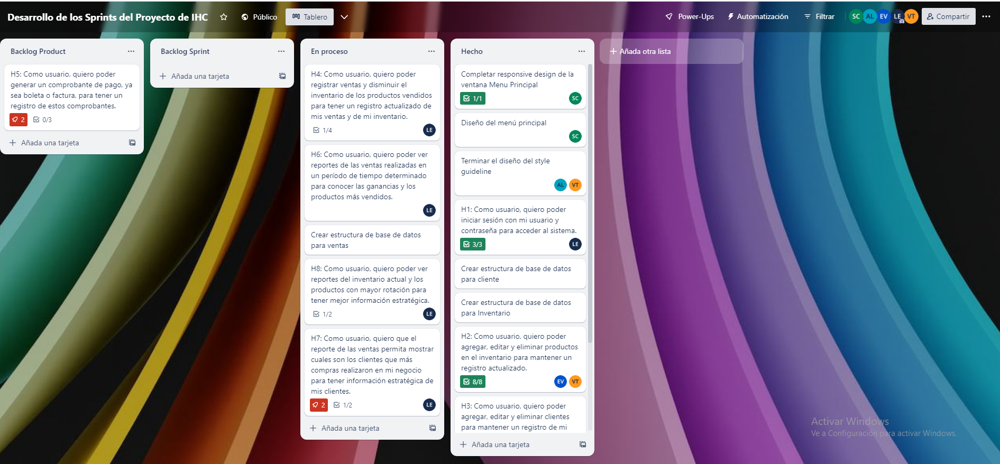 Desarrollo de los Sprints del Proyecto de IHC
Público
Tablero
Power-Ups
Automatización
Filtrar
SC
AL
EV
LE
VT
Compartir
Backlog Product
H5: Como usuario, quiero poder
generar un comprobante de pago, ya
sea boleta o factura, para tener un
registro de estos comprobantes.
2
0/3
Añada una tarjeta
Backlog Sprint
Añada una tarjeta
En proceso
H4: Como usuario, quiero poder
registrar ventas y disminuir el
inventario de los productos vendidos
para tener un registro actualizado de
mis ventas y de mi inventario.
1/4
LE
H6: Como usuario, quiero poder ver
reportes de las ventas realizadas en
un período de tiempo determinado
para conocer las ganancias y los
productos más vendidos.
LE
Crear estructura de base de datos
para ventas
H8: Como usuario, quiero poder ver
reportes del inventario actual y los
productos con mayor rotación para
tener mejor información estratégica.
1/2
LE
H7: Como usuario, quiero que el
reporte de las ventas permita mostrar
cuales son los clientes que más
compras realizaron en mi negocio
para tener información estratégica de
mis clientes.
2
1/2
LE
Añada una tarjeta
Hecho
Completar responsive design de la
ventana Menu Principal
1/1
SC
Diseño del menú principal
SC
Terminar el diseño del style
guideline
AL
VT
H1: Como usuario, quiero poder
iniciar sesión con mi usuario y
contraseña para acceder al sistema.
3/3
LE
Crear estructura de base de datos
para cliente
Crear estructura de base de datos
para Inventario
H2: Como usuario, quiero poder
agregar, editar y eliminar productos
en el inventario para mantener un
registro actualizado.
8/8
EV
VT
H3: Como usuario, quiero poder
agregar, editar y eliminar clientes
para mantener un registro de mi
Añada una tarjeta
Añada otra lista
Activar Windows
Ve a Configuración para activar Windows.